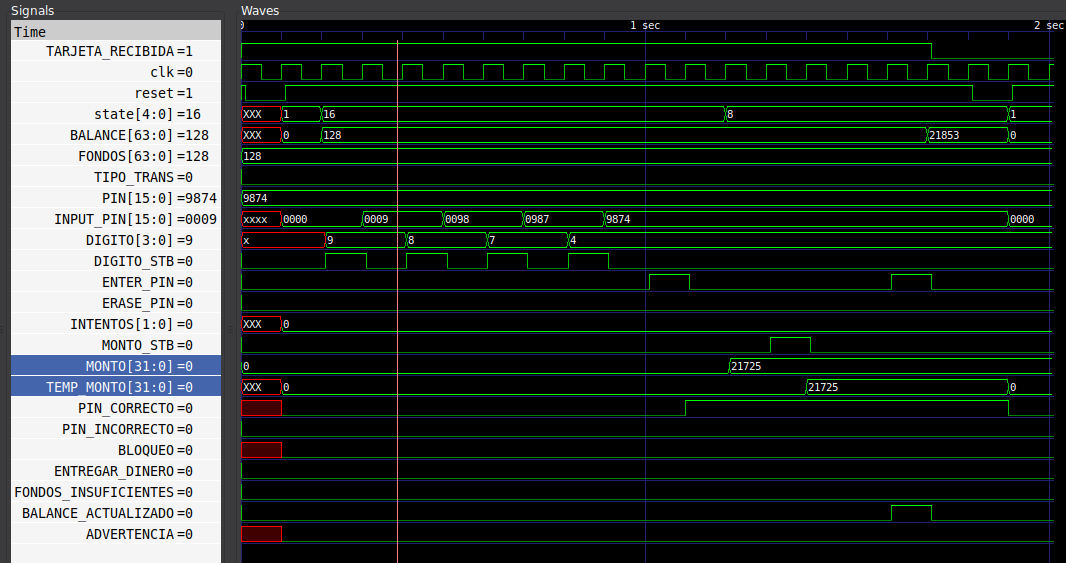 Signals
Waves
Time
0 1 sec 2 sec
TARJETA_RECIBIDA =1
clk =0
reset =1
state[4:0] =16 XXX 1 16 8 1
BALANCE[63:0] =128 XXX 0 128 21853 0
FONDOS[63:0] =128 128
TIPO_TRANS =0
PIN[15:0] =9874 9874
INPUT_PIN[15:0] =0009 xxxx 0000 0009 0098 0987 9874 0000
DIGITO[3:0] =9 x 9 8 7 4
DIGITO_STB =0
ENTER_PIN =0
ERASE_PIN =0
INTENTOS[1:0] =0 XXX 0
MONTO_STB =0
MONTO[31:0] =0 0 21725
TEMP_MONTO[31:0] =0 XXX 0 21725 0
PIN_CORRECTO =0
PIN_INCORRECTO =0
BLOQUEO =0
ENTREGAR_DINERO =0
FONDOS_INSUFICIENTES =0
BALANCE_ACTUALIZADO =0
ADVERTENCIA =0